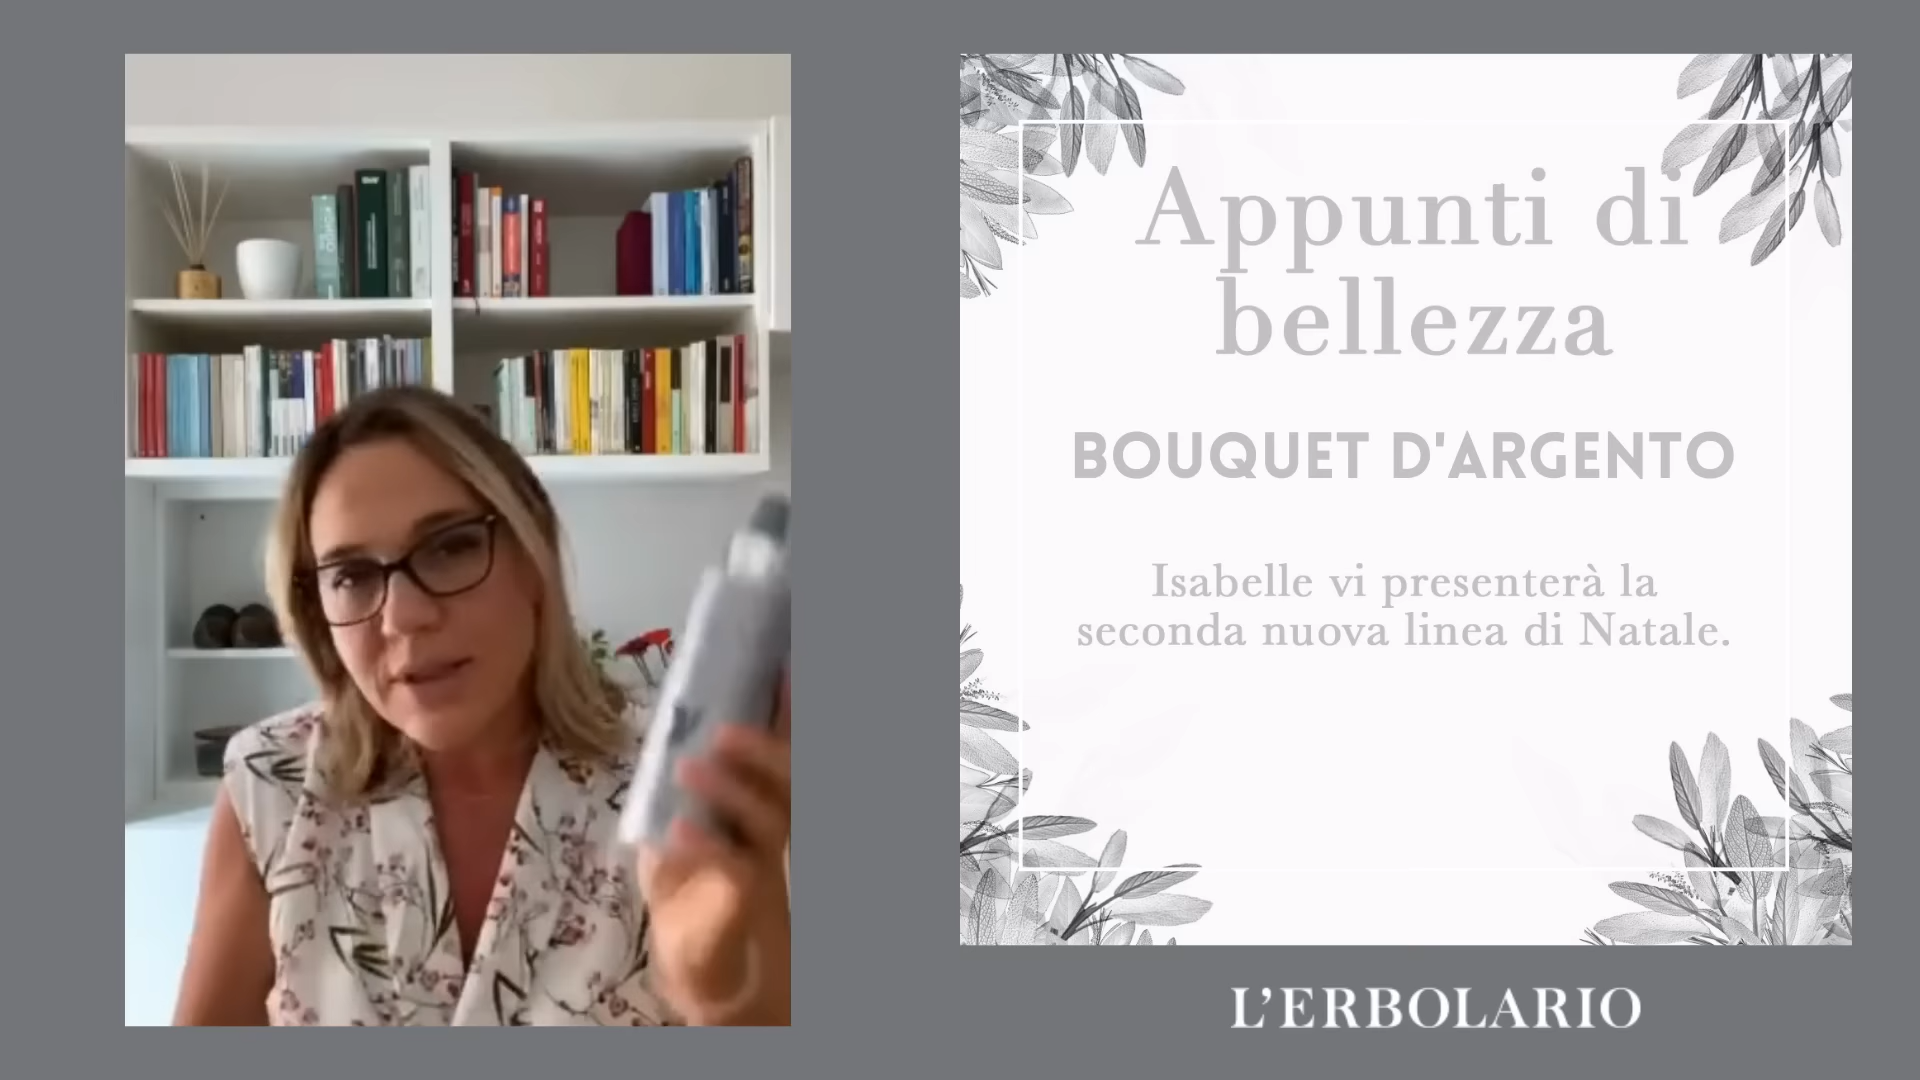 Appunti di
bellezza
BOUQUET D'ARGENTO
Isabelle vi presenterà la
seconda nuova linea di Natale.
L'ERBOLARIO